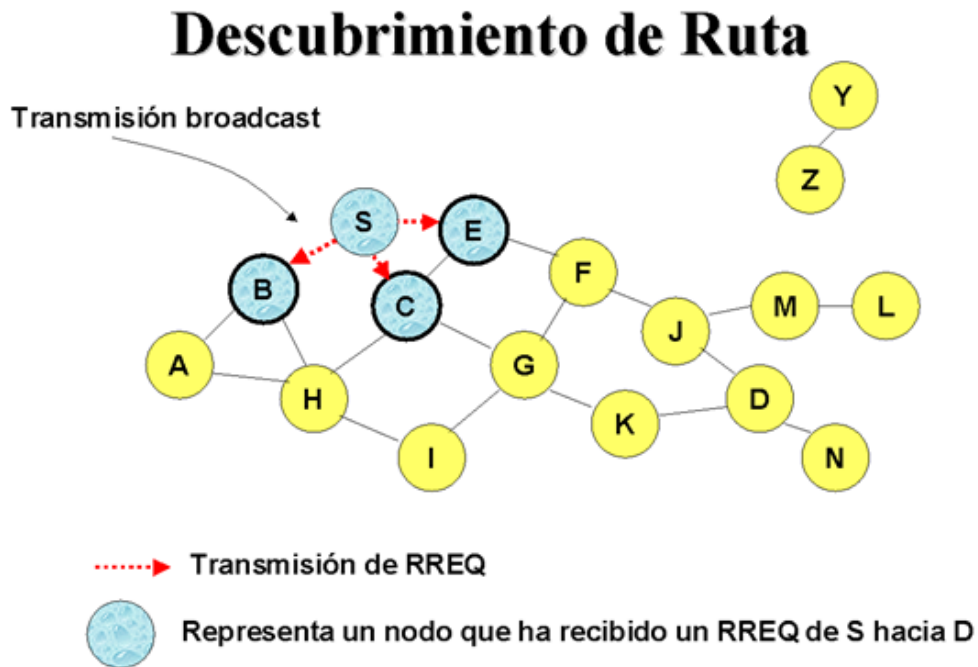 Descubrimiento de Ruta
Transmisión broadcast
Y
Z
S
E
B
C
F
M
L
J
A
G
H
D
K
I
N
Transmisión de RREQ
Representa un nodo que ha recibido un RREQ de S hacia D